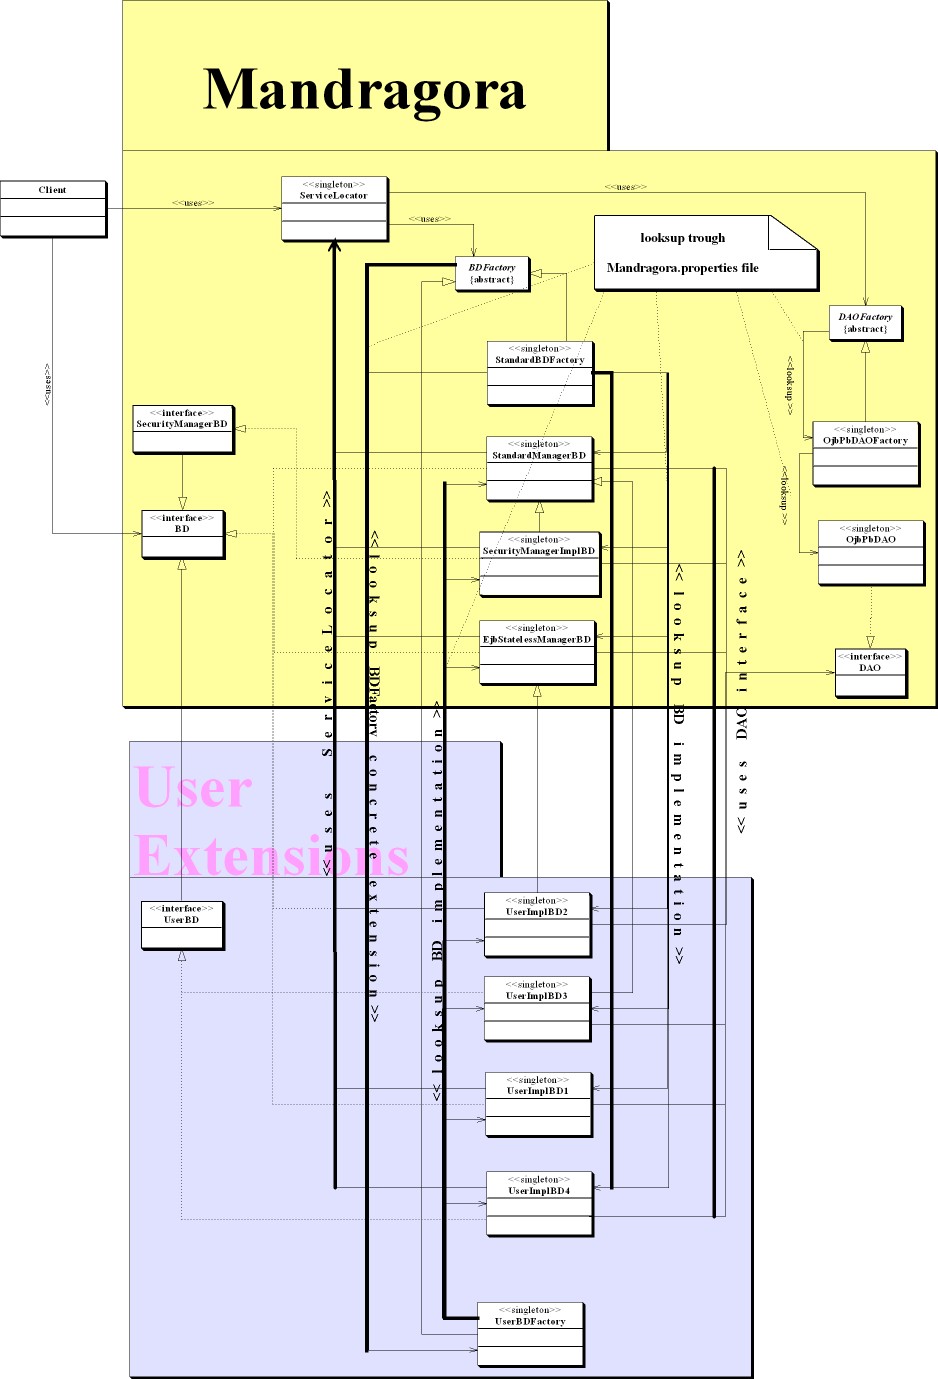 Mandragora
Client
<<uses>>
<<singleton>>
ServiceLocator
<<uses>>
<<uses>>
BDFactory
{abstract}
looksup trough
Mandragora.properties file
DAOFactory
{abstract}
<<singleton>>
StandardBDFactory
<<looksup>>
<<uses>>
<<interface>>
SecurityManagerBD
<<singleton>>
OjbPbDAOFactory
<<singleton>>
StandardManagerBD
<<looksup>>
<<interface>>
BD
<<singleton>>
SecurityManagerImplBD
<<singleton>>
OjbPbDAO
<<singleton>>
EjbStatelessManagerBD
<<interface>>
DAO
<<uses ServiceLocator>>
<<looksup BDFactory concrete extension>>
<<looksup BD implementation>>
<<looksup BD implementation>>
<<uses DAO interface>>
User
Extensions
<<interface>>
UserBD
<<singleton>>
UserImplBD2
<<singleton>>
UserImplBD3
<<singleton>>
UserImplBD1
<<singleton>>
UserImplBD4
<<singleton>>
UserBDFactory